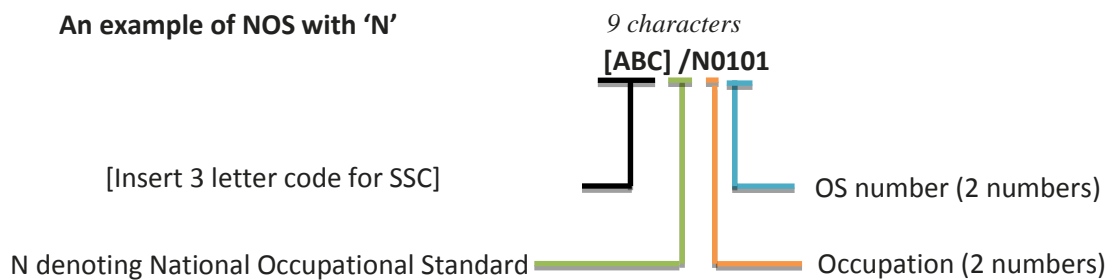 An example of NOS with ‘N’
9 characters
[ABC] /N0101
[Insert 3 letter code for SSC]
OS number (2 numbers)
N denoting National Occupational Standard
Occupation (2 numbers)